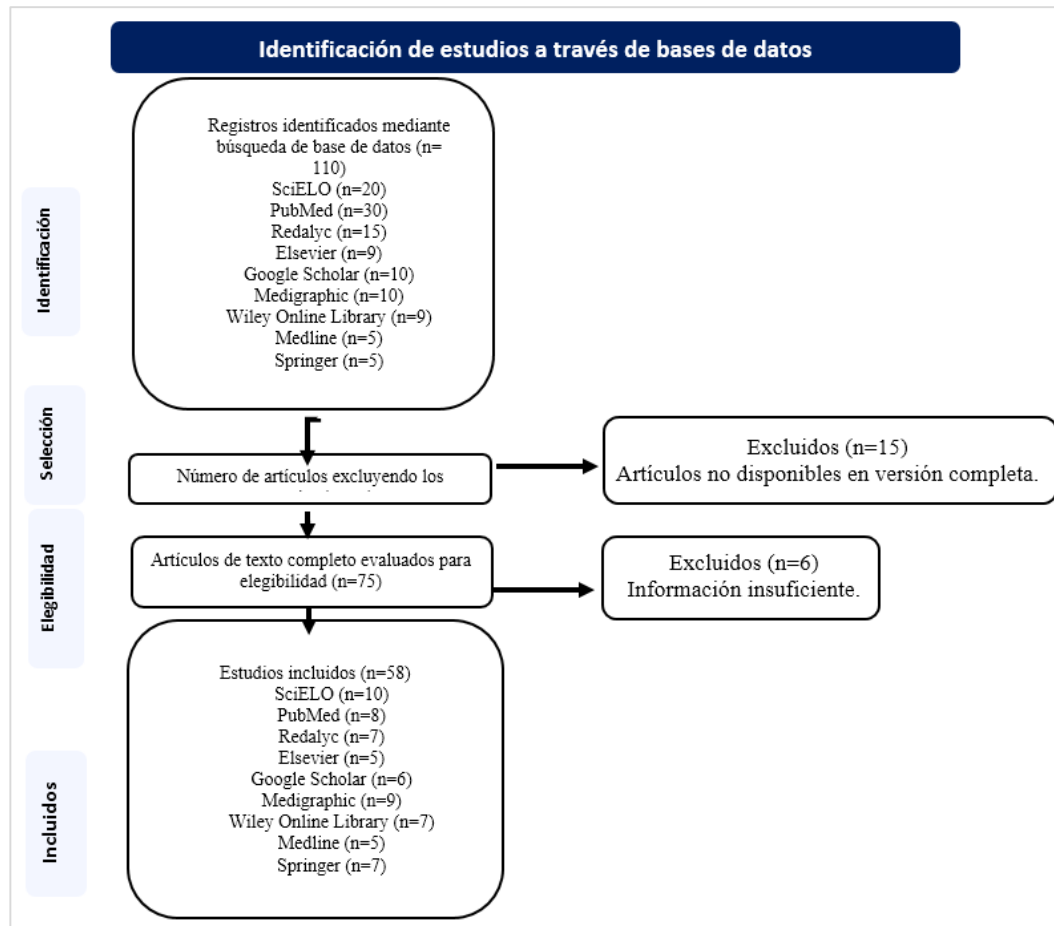 Identificación de estudios a través de bases de datos
Identificación
Registros identificados mediante
búsqueda de base de datos (n=
110)
SciELO (n=20)
PubMed (n=30)
Redalyc (n=15)
Elsevier (n=9)
Google Scholar (n=10)
Medigraphic (n=10)
Wiley Online Library (n=9)
Medline (n=5)
Springer (n=5)
Selección
Número de artículos excluyendo los
Excluidos (n=15)
Artículos no disponibles en versión completa.
Elegibilidad
Artículos de texto completo evaluados para
elegibilidad (n=75)
Excluidos (n=6)
Información insuficiente.
Incluidos
Estudios incluidos (n=58)
SciELO (n=10)
PubMed (n=8)
Redalyc (n=7)
Elsevier (n=5)
Google Scholar (n=6)
Medigraphic (n=9)
Wiley Online Library (n=7)
Medline (n=5)
Springer (n=7)